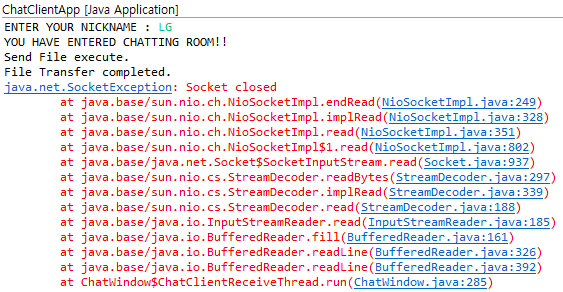 ChatClientApp [Java Application]
ENTER YOUR NICKNAME : LG
YOU HAVE ENTERED CHATTING ROOM!!
Send File execute.
File Transfer completed.
java.net.SocketException: Socket closed
at java.base/sun.nio.ch.NioSocketImpl.endRead(NioSocketImpl.java:249)
at java.base/sun.nio.ch.NioSocketImpl.implRead(NioSocketImpl.java:328)
at java.base/sun.nio.ch.NioSocketImpl.read(NioSocketImpl.java:351)
at java.base/sun.nio.ch.NioSocketImpl$1.read(NioSocketImpl.java:802)
at java.base/java.net.Socket$SocketInputStream.read(Socket.java:937)
at java.base/sun.nio.cs.StreamDecoder.readBytes(StreamDecoder.java:297)
at java.base/sun.nio.cs.StreamDecoder.implRead(StreamDecoder.java:339)
at java.base/sun.nio.cs.StreamDecoder.read(StreamDecoder.java:188)
at java.base/java.io.InputStreamReader.read(InputStreamReader.java:185)
at java.base/java.io.BufferedReader.fill(BufferedReader.java:161)
at java.base/java.io.BufferedReader.readLine(BufferedReader.java:326)
at java.base/java.io.BufferedReader.readLine(BufferedReader.java:392)
at ChatWindow$ChatClientReceiveThread.run(ChatWindow.java:285)